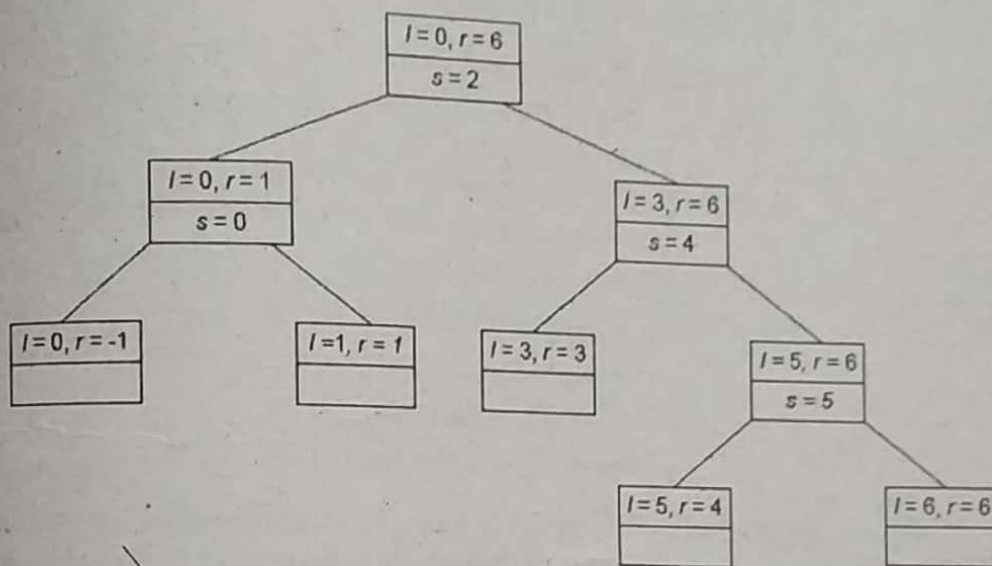 l = 0, r = 6
s = 2
l = 0, r = 1
s = 0
l = 3, r = 6
s = 4
l = 0, r = -1
l =1, r = 1
l = 3, r = 3
l = 5, r = 6
s = 5
l = 5, r = 4
l = 6, r = 6